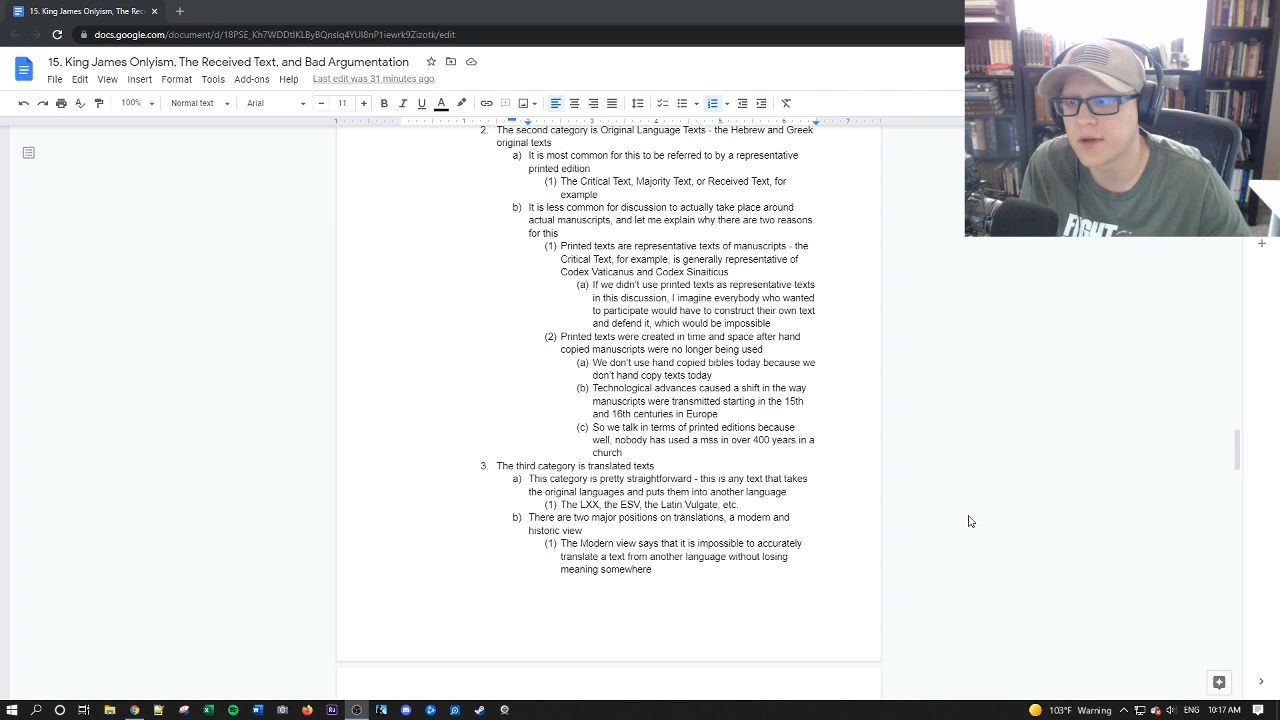 15. King James Onlyism, The Rec
docs.google.com
15. King James Onlyism, The Received Text, and Bad Argumentation
File Edit View Insert Format Tools Add-ons Help Last edit was 31 minutes ago
100% Normal text Arial 11
2. The second category is Original Language Texts - the Hebrew and Greek
original texts
a) It is most common for this to be referred to by a representative
printed edition
(1) The Critical Text, Majority Text, or Received Text, for
example
b) It is less common for discussion to actually take place around
actual manuscripts, and let me explain why there are two reasons
for this
(1) Printed texts are representative texts of manuscripts - the
Critical Text, for example, is generally representative of
Codex Vaticanus and Codex Sinaiticus
(a) If we didn't use printed texts as representative texts
in this discussion, I imagine everybody who wanted
to participate would have to construct their own text
and defend it, which would be impossible
(2) Printed texts were created in time and space after hand
copied manuscripts were no longer being used
(a) We don't use hand copied bibles today because we
don't hand copy texts today
(b) Technological advances caused a shift in the way
manuscripts were transmitted starting in the 15th
and 16th centuries in Europe
(c) So we talk in terms of printed editions because
well, nobody has used a mss in over 400 years in a
church
3. The third category is translated texts
a) This category is pretty straightforward - this is any text that takes
the original languages and puts them into another language
(1) The LXX, the ESV, the Latin Vulgate, etc.
b) There are two major positions on translations, a modern and
historic view
(1) The Modern view says that it is impossible to accurately
translate a text from another language without losing
meaning somewhere
FIGHT
103°F Warning 10:17 AM